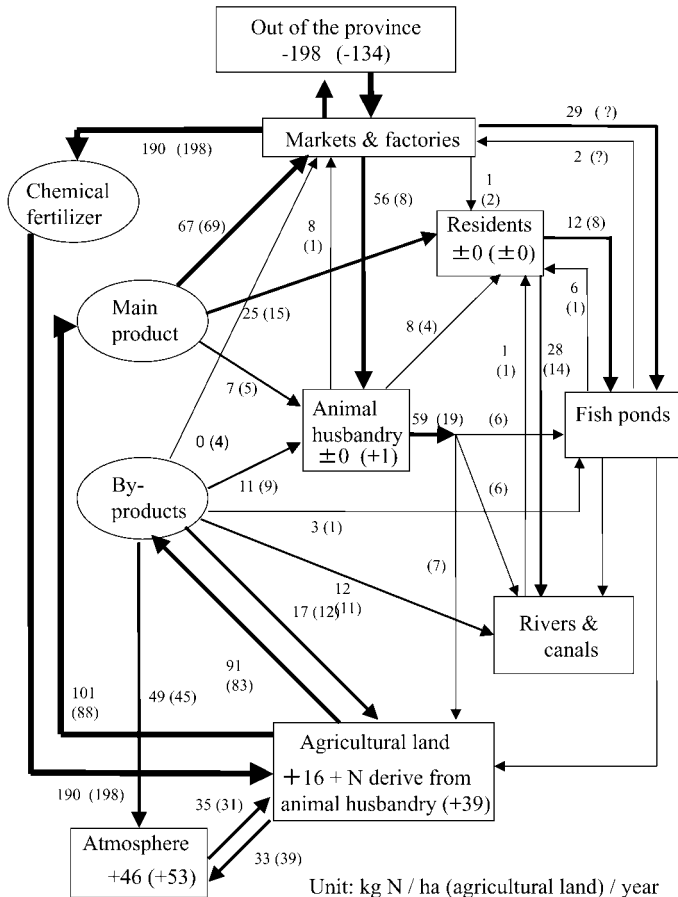 Out of the province
-198 (-134)
29 ( ?)
Markets & factories
190 (198)
2 (?)
Chemical
fertilizer
67 (69)
8
(1)
56 (8)
1
(2)
Residents
±0 (±0)
12 (8)
Main
product
25 (15)
8 (4)
6
(1)
1
(1)
28
(14)
7 (5)
Animal
husbandry
±0 (+1)
59 (19)
(6)
Fish ponds
0 (4)
By-
products
11 (9)
(6)
3 (1)
(7)
12
(11)
17 (12)
Rivers &
canals
91
(83)
101
(88)
49 (45)
Agricultural land
+16 + N derive from
animal husbandry (+39)
190 (198)
35 (31)
Atmosphere
+46 (+53)
33 (39)
Unit: kg N / ha (agricultural land) / year